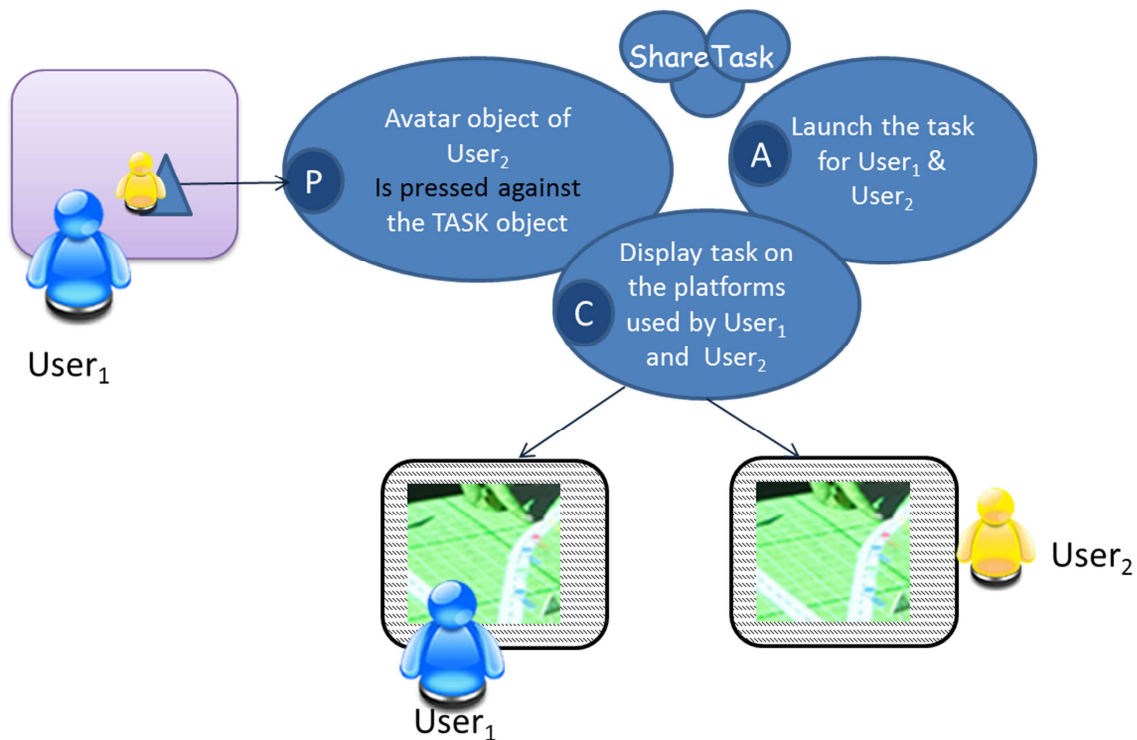 ShareTask
Avatar object of
User₂
Is pressed against
the TASK object
P
Launch the task
for User₁ &
User₂
A
Display task on
the platforms
used by User₁
and User₂
C
User₁
User₂
User₁